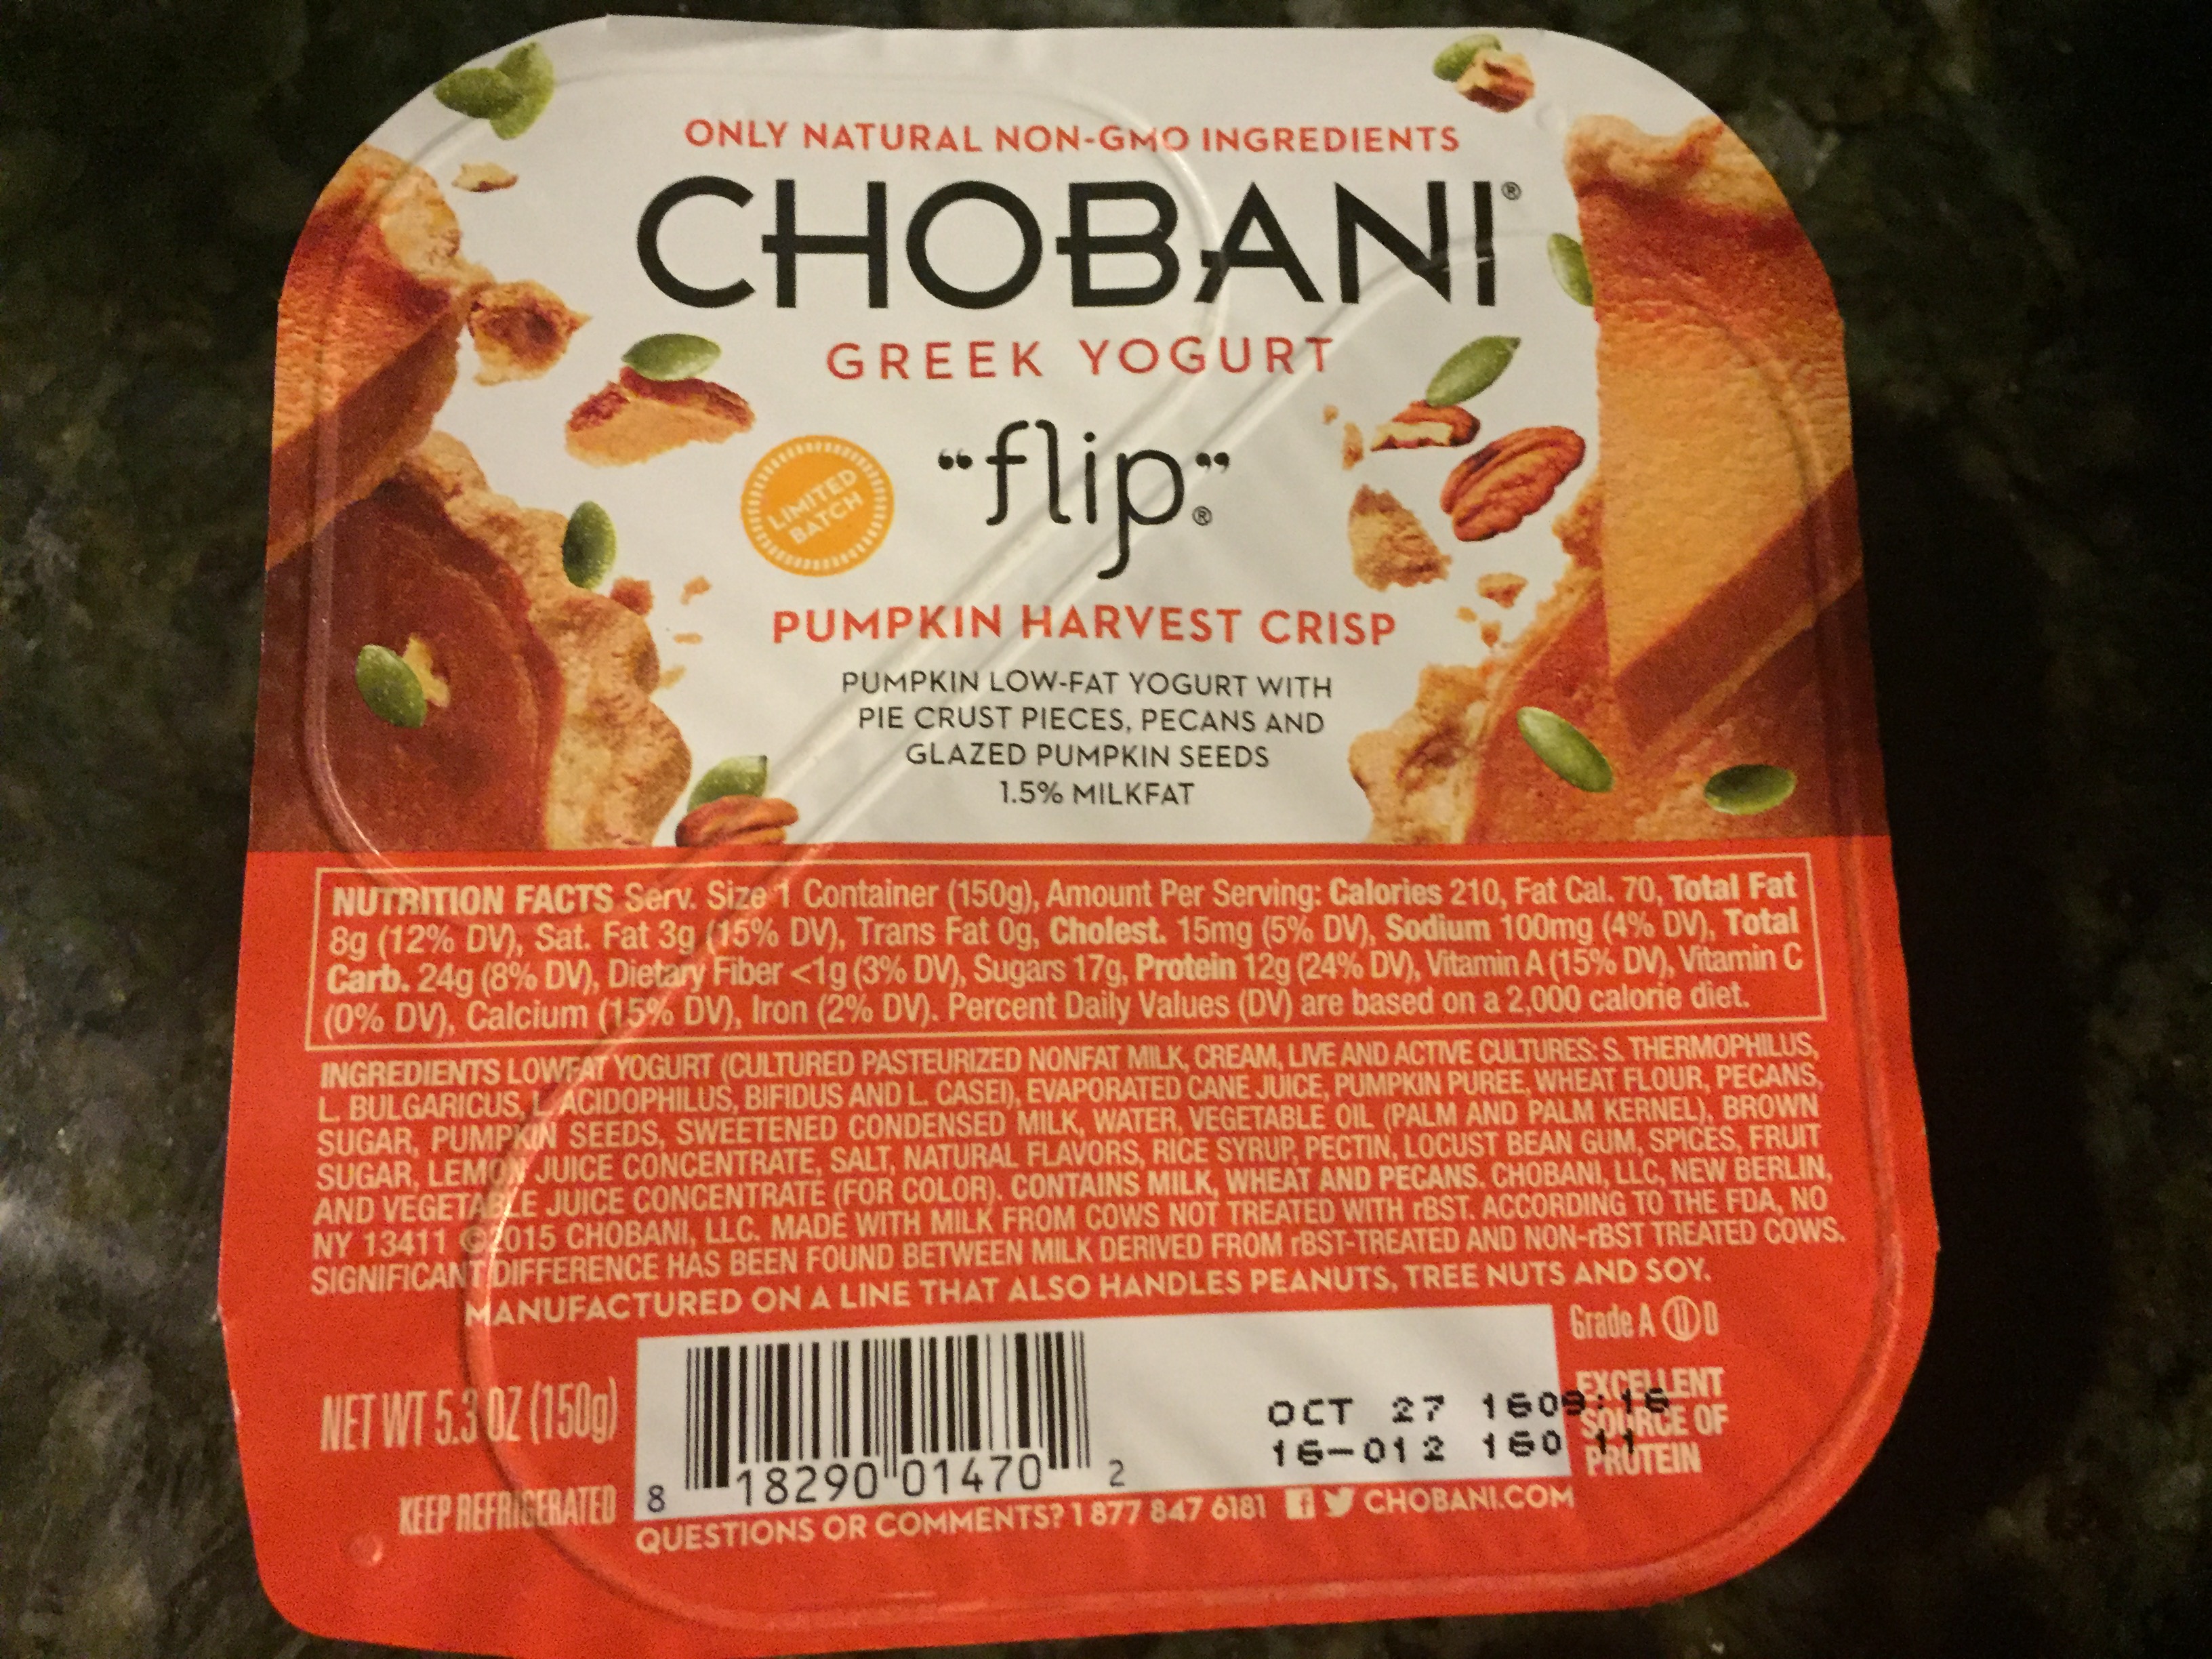 ONLY NATURAL NON-GMO INGREDIENTS
CHOBANI®
GREEK YOGURT
LIMITED
BATCH
"flip"®
PUMPKIN HARVEST CRISP
PUMPKIN LOW-FAT YOGURT WITH
PIE CRUST PIECES, PECANS AND
GLAZED PUMPKIN SEEDS
1.5% MILKFAT
NUTRITION FACTS Serv. Size 1 Container (150g), Amount Per Serving: Calories 210, Fat Cal. 70, Total Fat
8g (12% DV), Sat. Fat 3g (15% DV), Trans Fat 0g, Cholest. 15mg (5% DV), Sodium 100mg (4% DV), Total
Carb. 24g (8% DV), Dietary Fiber <1g (3% DV), Sugars 17g, Protein 12g (24% DV), Vitamin A (15% DV), Vitamin C
(0% DV), Calcium (15% DV), Iron (2% DV). Percent Daily Values (DV) are based on a 2,000 calorie diet.
INGREDIENTS LOWFAT YOGURT (CULTURED PASTEURIZED NONFAT MILK, CREAM, LIVE AND ACTIVE CULTURES: S. THERMOPHILUS,
L. BULGARICUS, L. ACIDOPHILUS, BIFIDUS AND L. CASEI), EVAPORATED CANE JUICE, PUMPKIN PUREE, WHEAT FLOUR, PECANS,
SUGAR, PUMPKIN SEEDS, SWEETENED CONDENSED MILK, WATER, VEGETABLE OIL (PALM AND PALM KERNEL), BROWN
SUGAR, LEMON JUICE CONCENTRATE, SALT, NATURAL FLAVORS, RICE SYRUP, PECTIN, LOCUST BEAN GUM, SPICES, FRUIT
AND VEGETABLE JUICE CONCENTRATE (FOR COLOR). CONTAINS MILK, WHEAT AND PECANS. CHOBANI, LLC, NEW BERLIN,
NY 13411 ©2015 CHOBANI, LLC. MADE WITH MILK FROM COWS NOT TREATED WITH rBST. ACCORDING TO THE FDA, NO
SIGNIFICANT DIFFERENCE HAS BEEN FOUND BETWEEN MILK DERIVED FROM rBST-TREATED AND NON-rBST TREATED COWS.
MANUFACTURED ON A LINE THAT ALSO HANDLES PEANUTS, TREE NUTS AND SOY.
Grade A Ⓤ D
EXCELLENT
SOURCE OF
PROTEIN
NET WT 5.3 OZ (150g)
KEEP REFRIGERATED
8 18290 01470 2
OCT 27 1609:16
16-012 160 11
QUESTIONS OR COMMENTS? 1 877 847 6181 f CHOBANI.COM